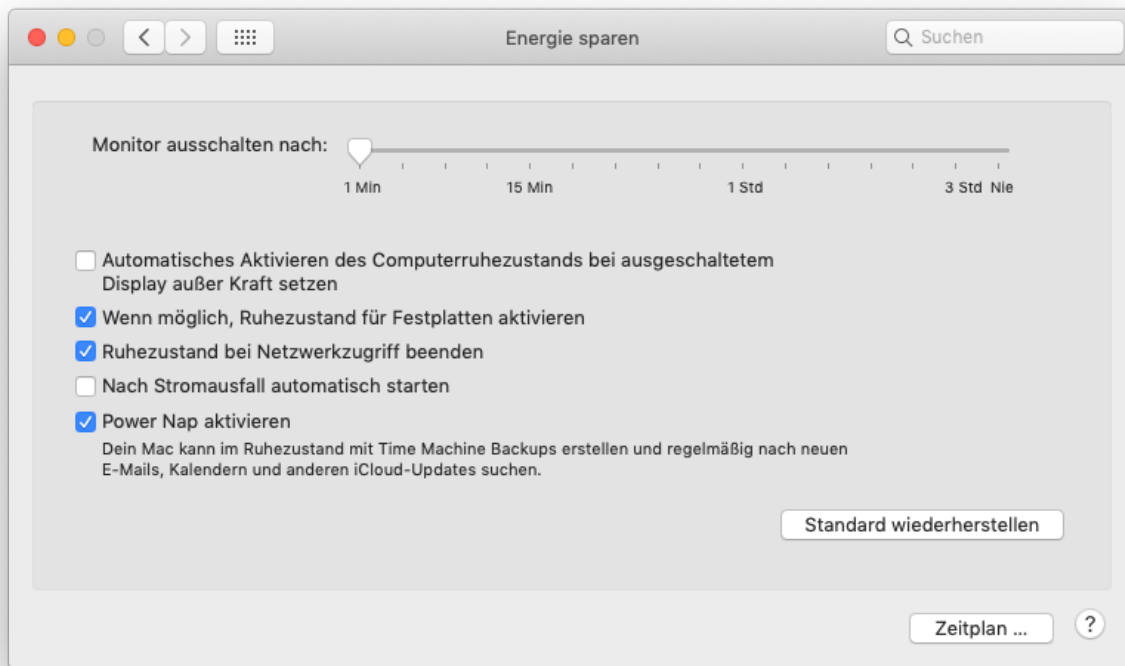 Energie sparen
Suchen
Monitor ausschalten nach:
1 Min 15 Min 1 Std 3 Std Nie
Automatisches Aktivieren des Computerruhezustands bei ausgeschaltetem
Display außer Kraft setzen
Wenn möglich, Ruhezustand für Festplatten aktivieren
Ruhezustand bei Netzwerkzugriff beenden
Nach Stromausfall automatisch starten
Power Nap aktivieren
Dein Mac kann im Ruhezustand mit Time Machine Backups erstellen und regelmäßig nach neuen
E-Mails, Kalendern und anderen iCloud-Updates suchen.
Standard wiederherstellen
Zeitplan ... ?